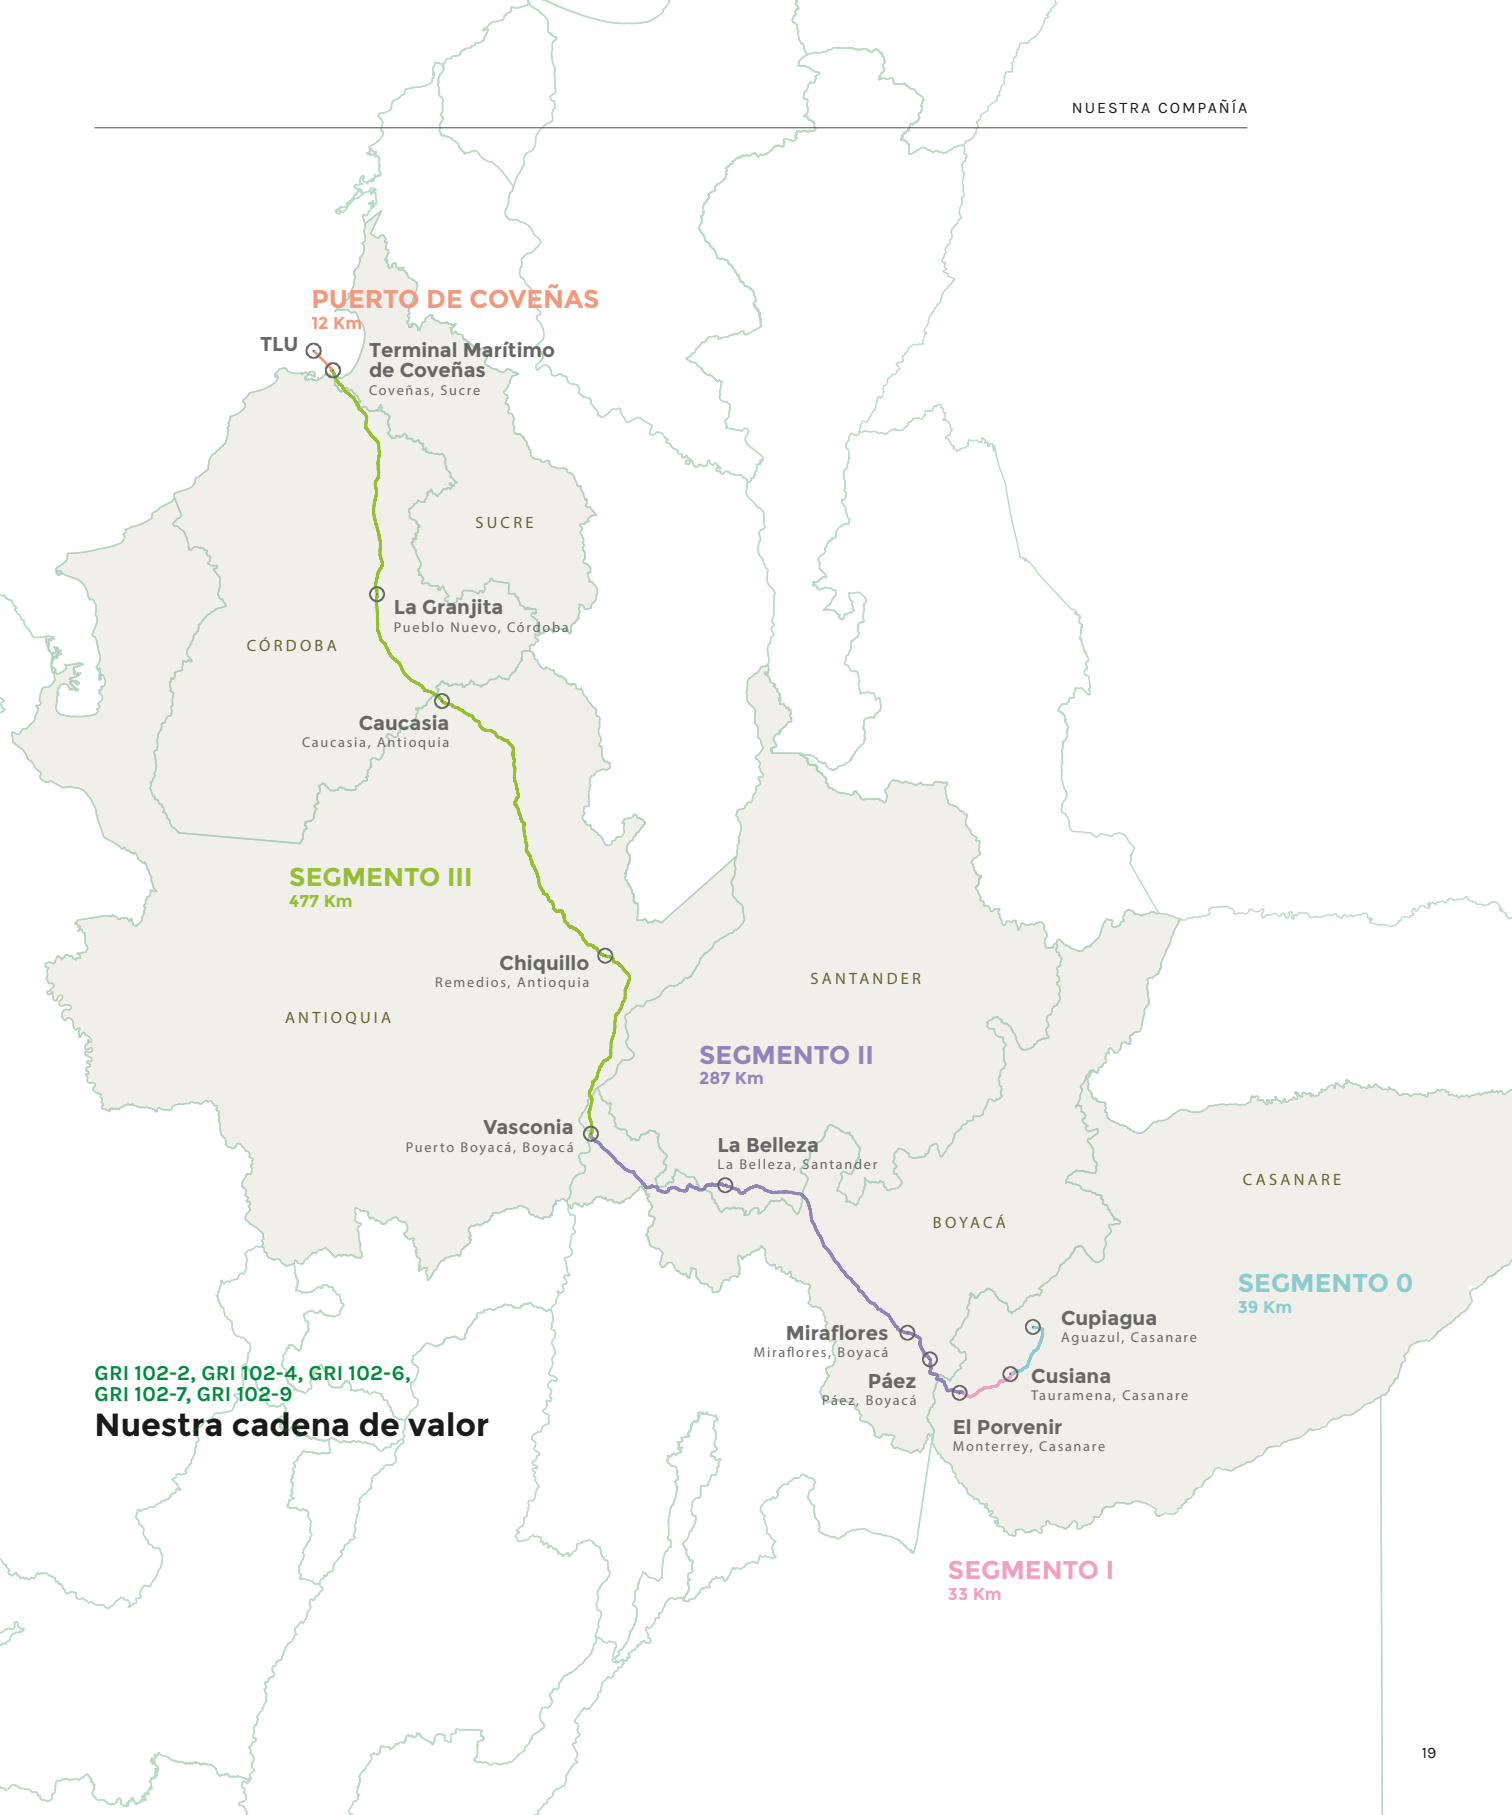 NUESTRA COMPAÑÍA
PUERTO DE COVEÑAS
12 Km
TLU
Terminal Marítimo
de Coveñas
Coveñas, Sucre
SUCRE
La Granjita
Pueblo Nuevo, Córdoba
CÓRDOBA
Caucasia
Caucasia, Antioquia
SEGMENTO III
477 Km
Chiquillo
Remedios, Antioquia
SANTANDER
ANTIOQUIA
SEGMENTO II
287 Km
Vasconia
Puerto Boyacá, Boyacá
La Belleza
La Belleza, Santander
CASANARE
BOYACÁ
SEGMENTO 0
39 Km
Cupiagua
Aguazul, Casanare
Miraflores
Miraflores, Boyacá
Cusiana
Tauramena, Casanare
Páez
Páez, Boyacá
El Porvenir
Monterrey, Casanare
GRI 102-2, GRI 102-4, GRI 102-6,
GRI 102-7, GRI 102-9
Nuestra cadena de valor
SEGMENTO I
33 Km
19